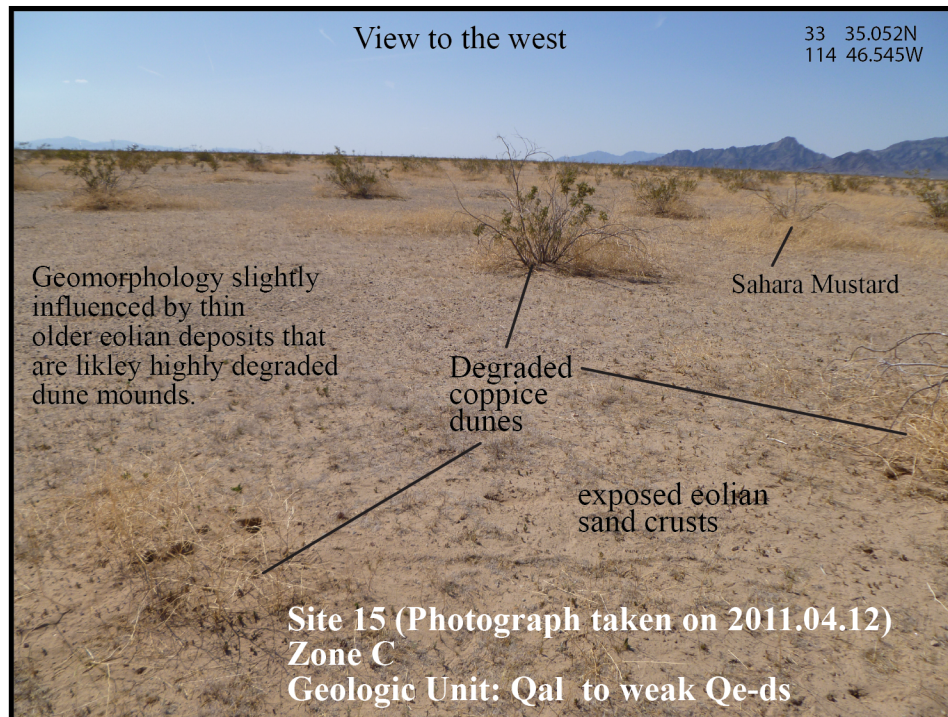 View to the west
33 35.052N
114 46.545W
Geomorphology slightly
influenced by thin
older eolian deposits that
are likley highly degraded
dune mounds.
Sahara Mustard
Degraded
coppice
dunes
exposed eolian
sand crusts
Site 15 (Photograph taken on 2011.04.12)
Zone C
Geologic Unit: Qal to weak Qe-ds